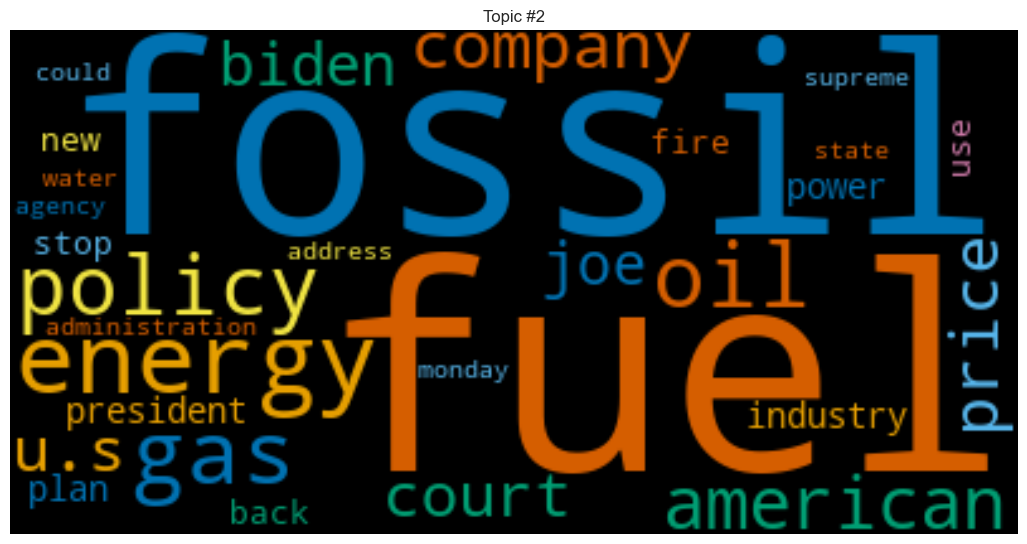 Topic #2
company
biden
could
supreme
fossil
new
fire
use
state
water
power
agency
stop
address
joe
oil
price
policy
administration
fuel
energy
monday
president
industry
u.s
gas
plan
court
american
back